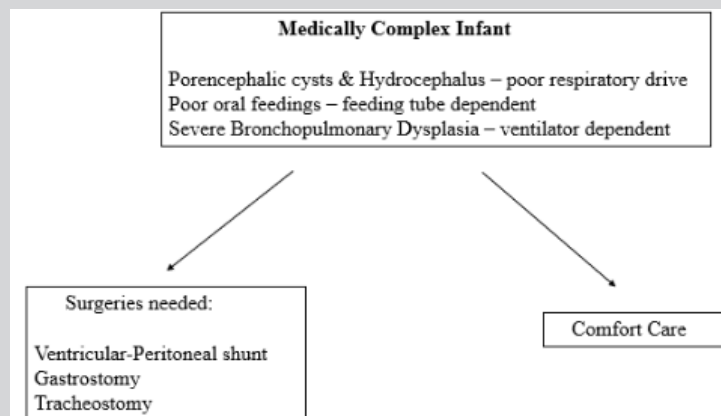 Medically Complex Infant
Porencephalic cysts & Hydrocephalus – poor respiratory drive
Poor oral feedings – feeding tube dependent
Severe Bronchopulmonary Dysplasia – ventilator dependent
Surgeries needed:
Ventricular-Peritoneal shunt
Gastrostomy
Tracheostomy
Comfort Care